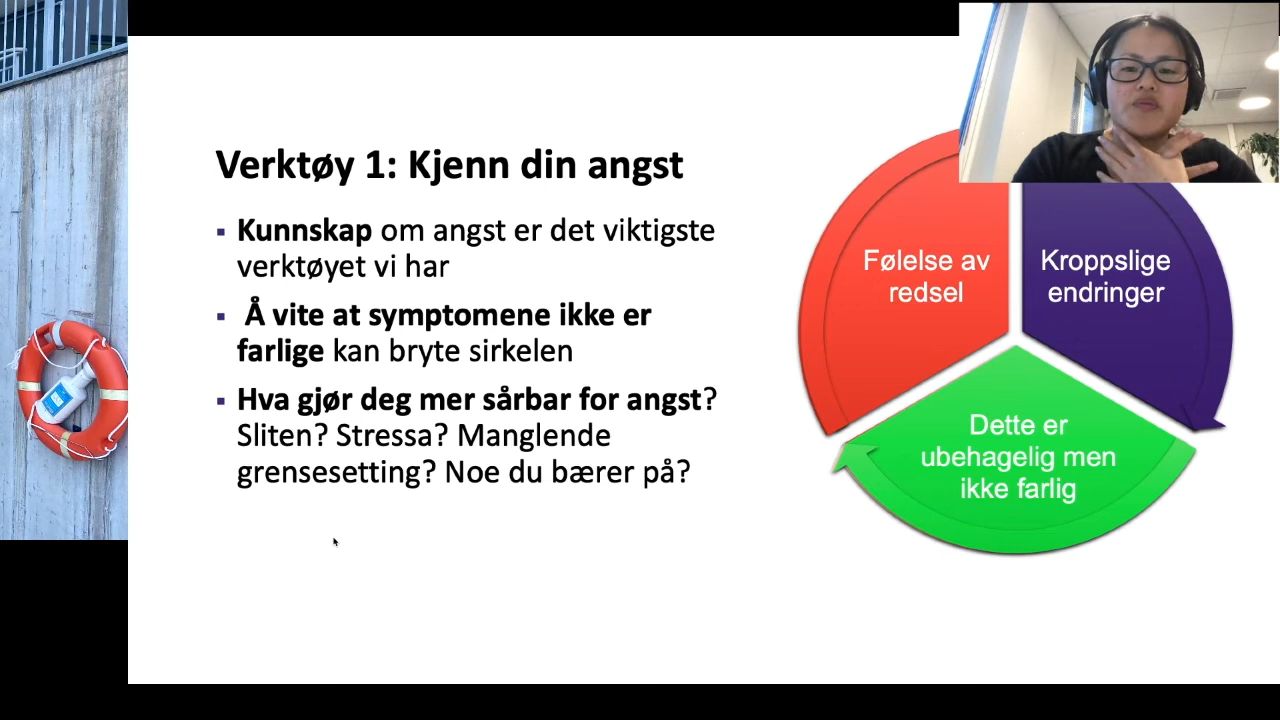 Verktøy 1: Kjenn din angst
▪ Kunnskap om angst er det viktigste
verktøyet vi har
▪ Å vite at symptomene ikke er
farlige kan bryte sirkelen
▪ Hva gjør deg mer sårbar for angst?
Sliten? Stressa? Manglende
grensesetting? Noe du bærer på?
Følelse av
redsel
Kroppslige
endringer
Dette er
ubehagelig men
ikke farlig